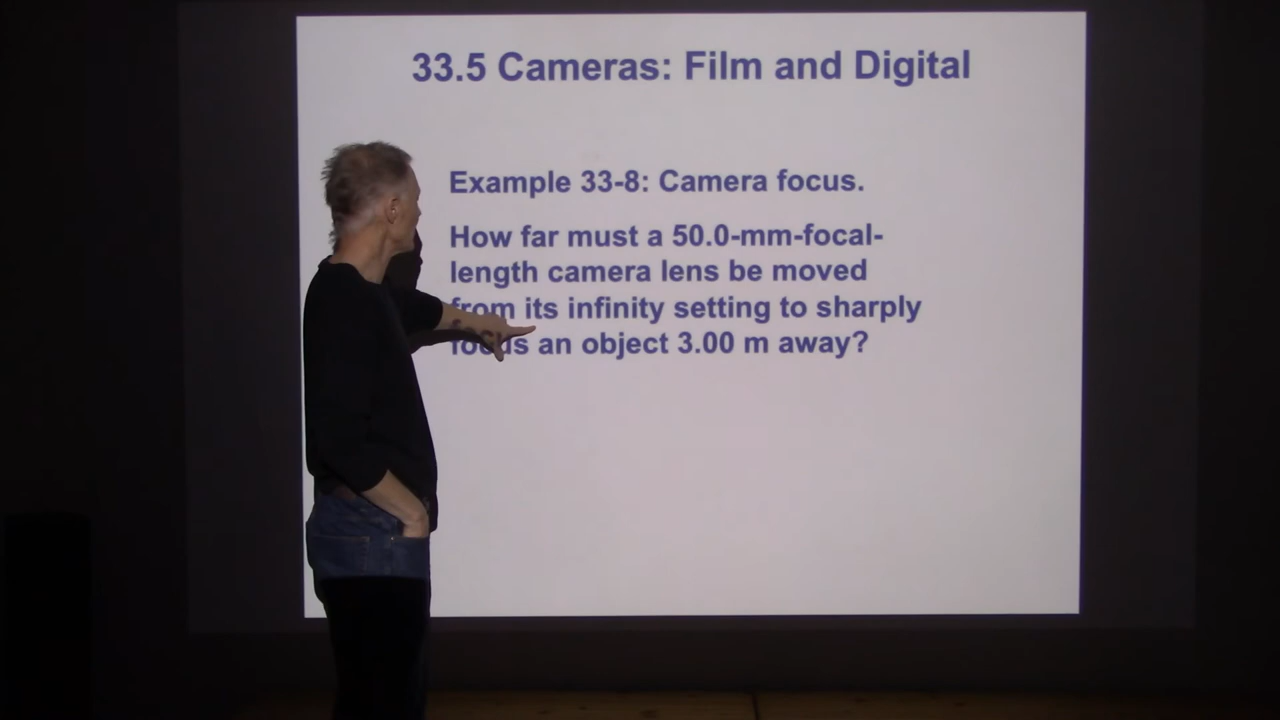 33.5 Cameras: Film and Digital
Example 33-8: Camera focus.
How far must a 50.0-mm-focal-
length camera lens be moved
from its infinity setting to sharply
focus an object 3.00 m away?